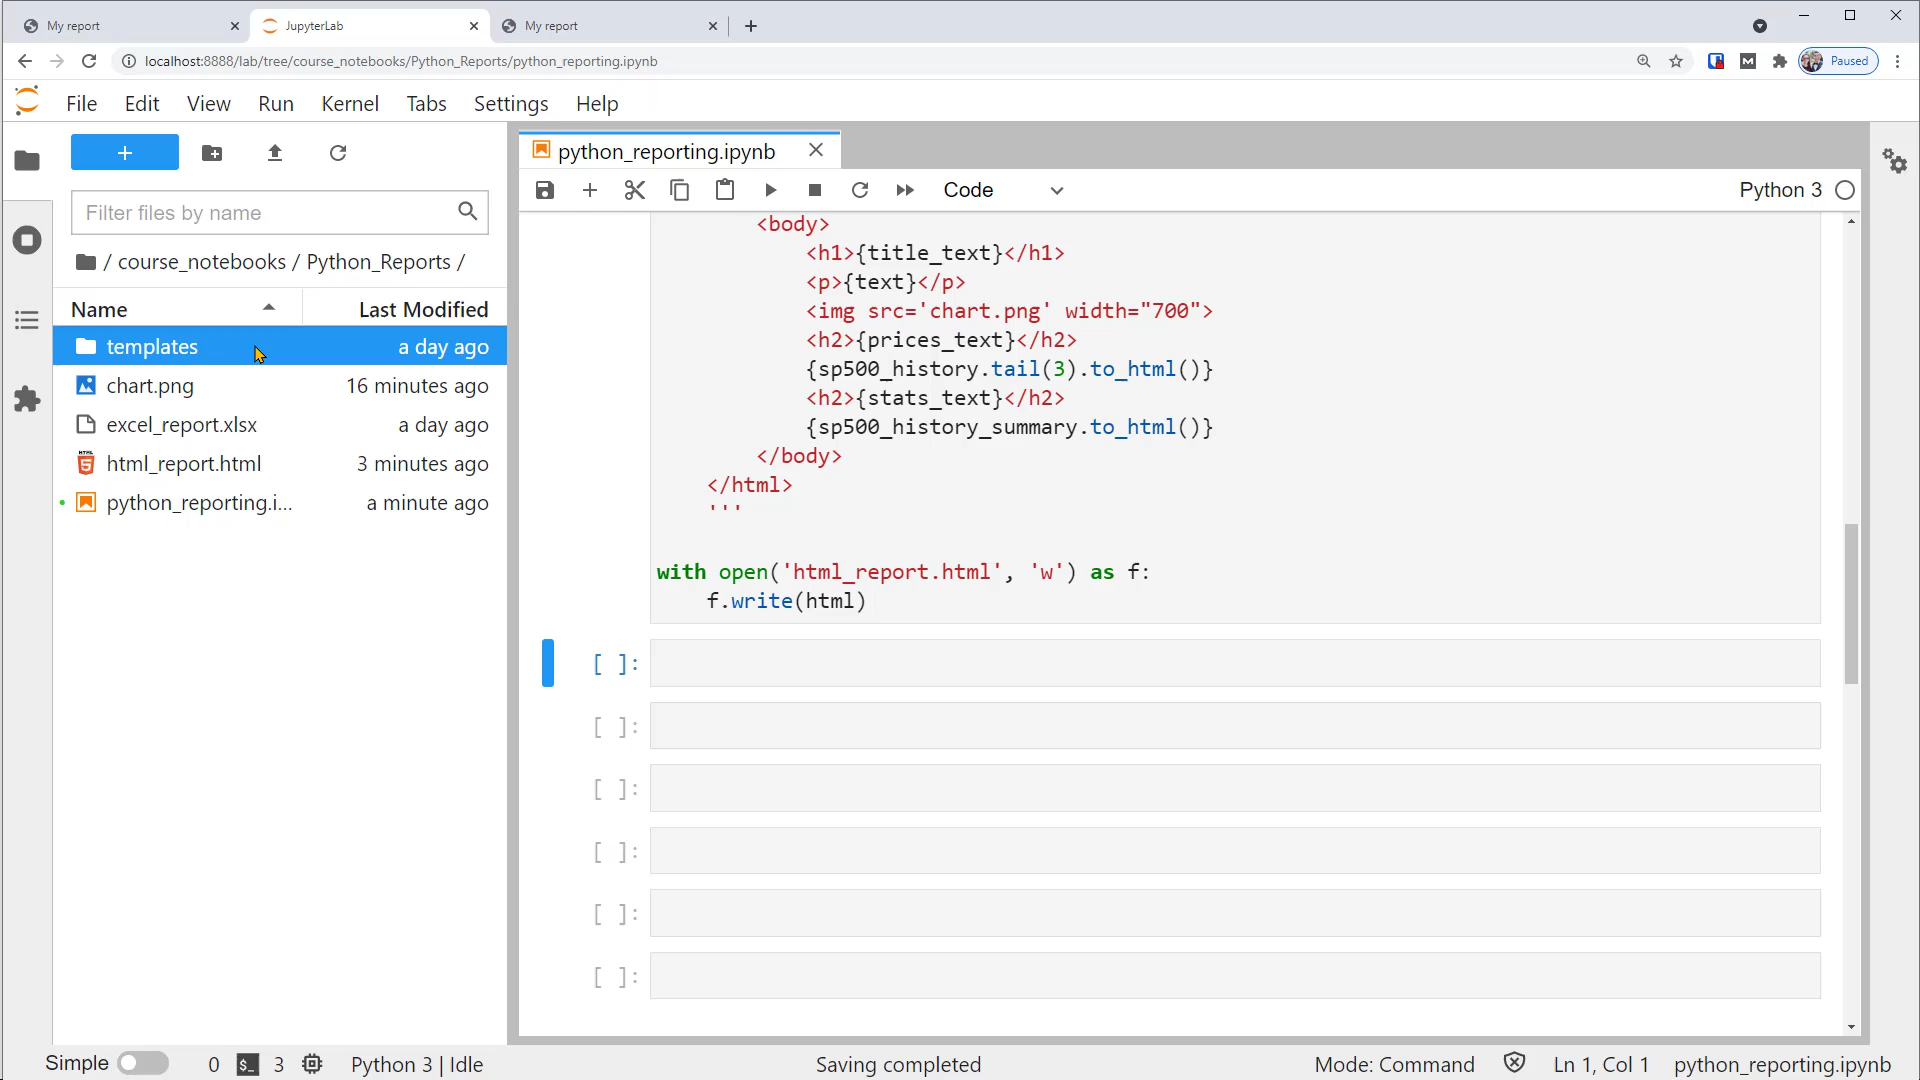 My report
JupyterLab
My report
localhost:8888/lab/tree/course_notebooks/Python_Reports/python_reporting.ipynb
M
Paused
File Edit View Run Kernel Tabs Settings Help
python_reporting.ipynb
Code
Python 3
Filter files by name
/ course_notebooks / Python_Reports /
Name Last Modified
templates a day ago
chart.png 16 minutes ago
excel_report.xlsx a day ago
html_report.html 3 minutes ago
python_reporting.i... a minute ago
<body>
<h1>{title_text}</h1>
<p>{text}</p>
<img src='chart.png' width="700">
<h2>{prices_text}</h2>
{sp500_history.tail(3).to_html()}
<h2>{stats_text}</h2>
{sp500_history_summary.to_html()}
</body>
</html>
'''
with open('html_report.html', 'w') as f:
f.write(html)
[ ]:
[ ]:
[ ]:
[ ]:
[ ]:
[ ]:
Simple 0 $_ 3 Python 3 | Idle Saving completed Mode: Command Ln 1, Col 1 python_reporting.ipynb